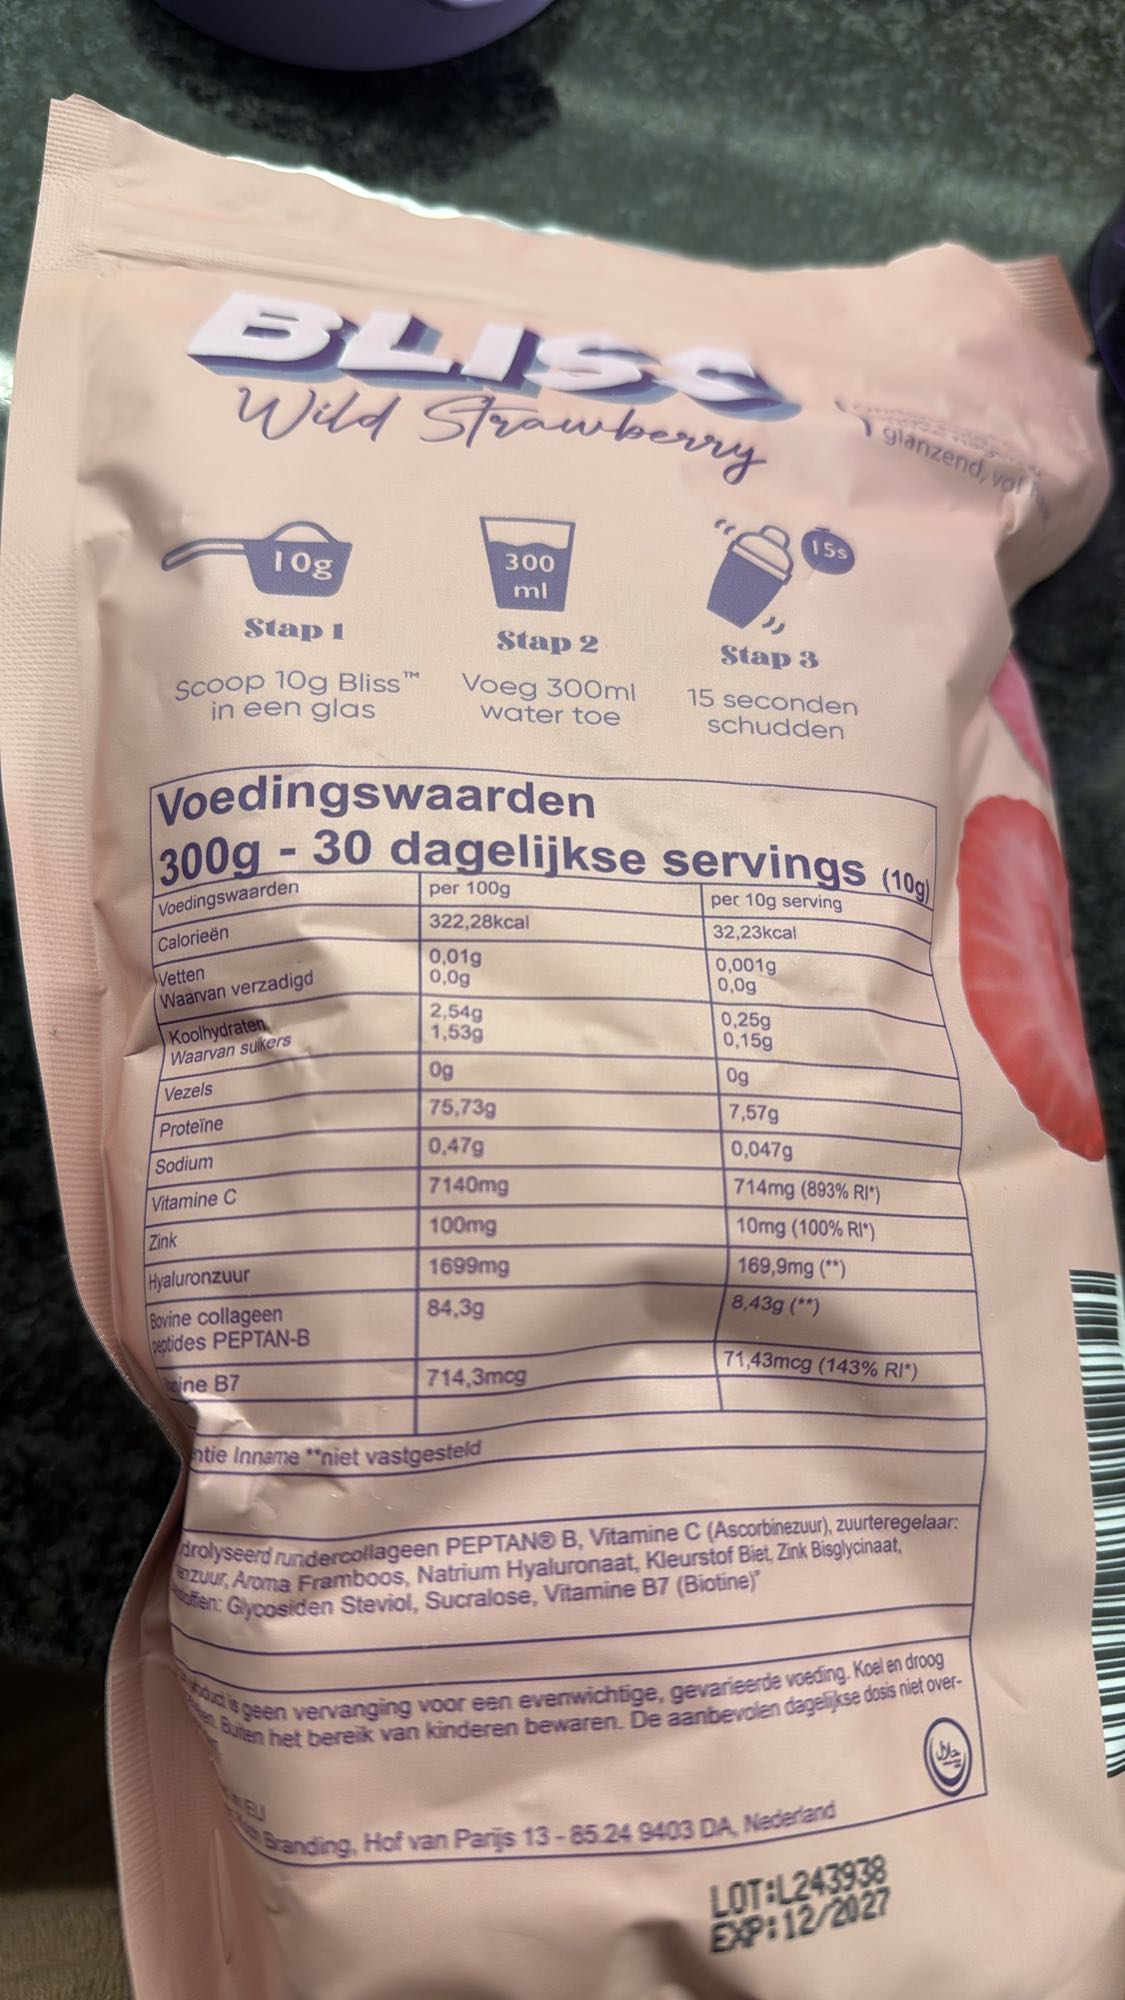 BLISS
Wild Strawberry
glanzend,
10g
300
ml
15s
Stap 1
Stap 2
Stap 3
Scoop 10g Bliss™
in een glas
Voeg 300ml
water toe
15 seconden
schudden
Voedingswaarden
300g - 30 dagelijkse servings (10g)
Voedingswaarden per 100g per 10g serving
Calorieën 322,28kcal 32,23kcal
Vetten 0,01g 0,001g
Waarvan verzadigd 0,0g 0,0g
Koolhydraten 2,54g 0,25g
Waarvan suikers 1,53g 0,15g
Vezels 0g 0g
Proteïne 75,73g 7,57g
Sodium 0,47g 0,047g
Vitamine C 7140mg 714mg (893% RI*)
Zink 100mg 10mg (100% RI*)
Hyaluronzuur 1699mg 169,9mg (**)
Bovine collageen 84,3g 8,43g (**)
peptides PEPTAN-B
B7 714,3mcg 71,43mcg (143% RI*)
Inname **niet vastgesteld
rundercollageen PEPTAN® B, Vitamine C (Ascorbinezuur), zuurteregelaar:
Aroma Framboos, Natrium Hyaluronaat, Kleurstof Biet, Zink Bisglycinaat,
Glycosiden Steviol, Sucralose, Vitamine B7 (Biotine)"
is geen vervanging voor een evenwichtige, gevarieerde voeding. Koel en droog
Buiten het bereik van kinderen bewaren. De aanbevolen dagelijkse dosis niet over-
EU
Branding, Hof van Parijs 13 - 85.24 9403 DA, Nederland
LOT:L243938
EXP:12/2027